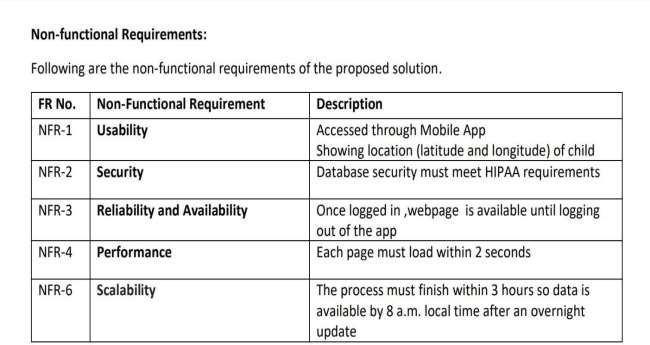 Non-functional Requirements:
Following are the non-functional requirements of the proposed solution.
FR No. Non-Functional Requirement Description
NFR-1 Usability Accessed through Mobile App
Showing location (latitude and longitude) of child
NFR-2 Security Database security must meet HIPAA requirements
NFR-3 Reliability and Availability Once logged in ,webpage is available until logging
out of the app
NFR-4 Performance Each page must load within 2 seconds
NFR-6 Scalability The process must finish within 3 hours so data is
available by 8 a.m. local time after an overnight
update